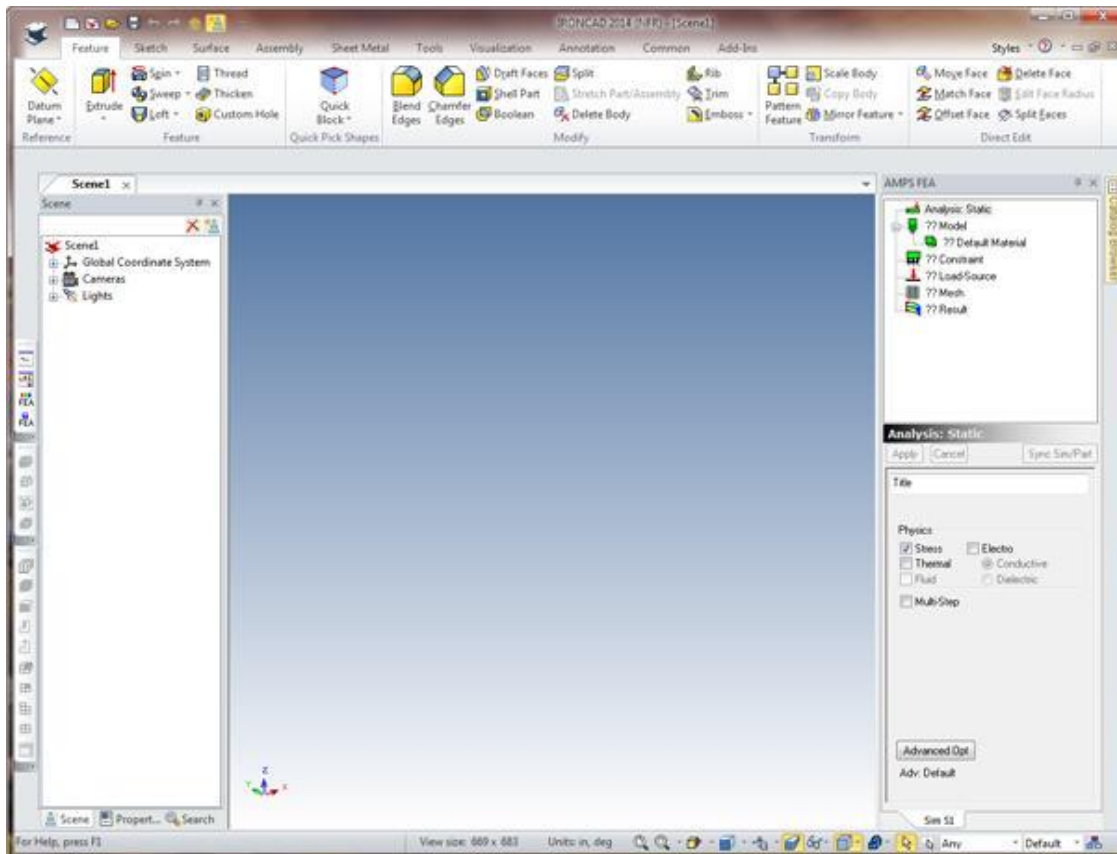 IRONCAD 2014 (NFR) - [Scene1]
Feature Sketch Surface Assembly Sheet Metal Tools Visualization Annotation Common Add-Ins Styles
Spin Thread Draft Faces Split Rib Scale Body Move Face Delete Face
Datum Plane Extrude Sweep Thicken Quick Block Blend Edges Chamfer Edges Shell Part Stretch Part/Assembly Trim Pattern Feature Copy Body Match Face Edit Face Radius
Loft Custom Hole Boolean Delete Body Emboss Mirror Feature Offset Face Split Faces
Reference Feature Quick Pick Shapes Modify Transform Direct Edit
Scene1
Scene
Scene1
Global Coordinate System
Cameras
Lights
FEA
FEA
Z
Y X
Scene Propert... Search
AMPS FEA
Analysis: Static
?? Model
?? Default Material
?? Constraint
?? Load-Source
?? Mesh
?? Result
Catalog Browser
Analysis: Static
Apply Cancel Sync Sim/Part
Title
Physics
Stress Electro
Thermal Conductive
Fluid Dielectric
Multi-Step
Advanced Opt
Adv: Default
Sim S1
For Help, press F1 View size: 669 x 683 Units: in, deg Any Default